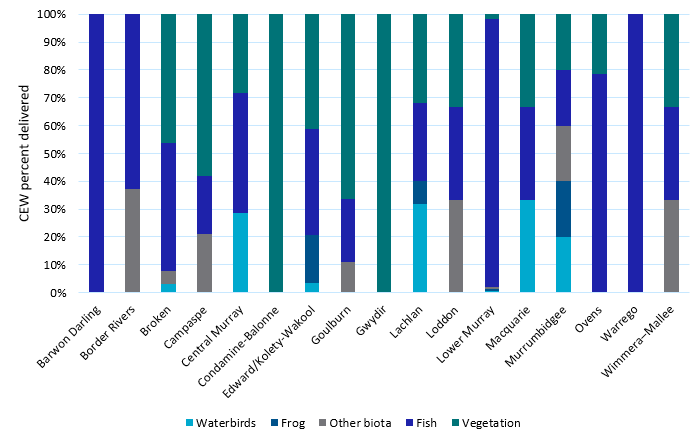 CEW percent delivered
100%
90%
80%
70%
60%
50%
40%
30%
20%
10%
0%
Barwon Darling
Border Rivers
Broken
Campaspe
Central Murray
Condamine-Balonne
Edward/Kolety-Wakool
Goulburn
Gwydir
Lachlan
Loddon
Lower Murray
Macquarie
Murrumbidgee
Ovens
Warrego
Wimmera–Mallee
Waterbirds Frog Other biota Fish Vegetation